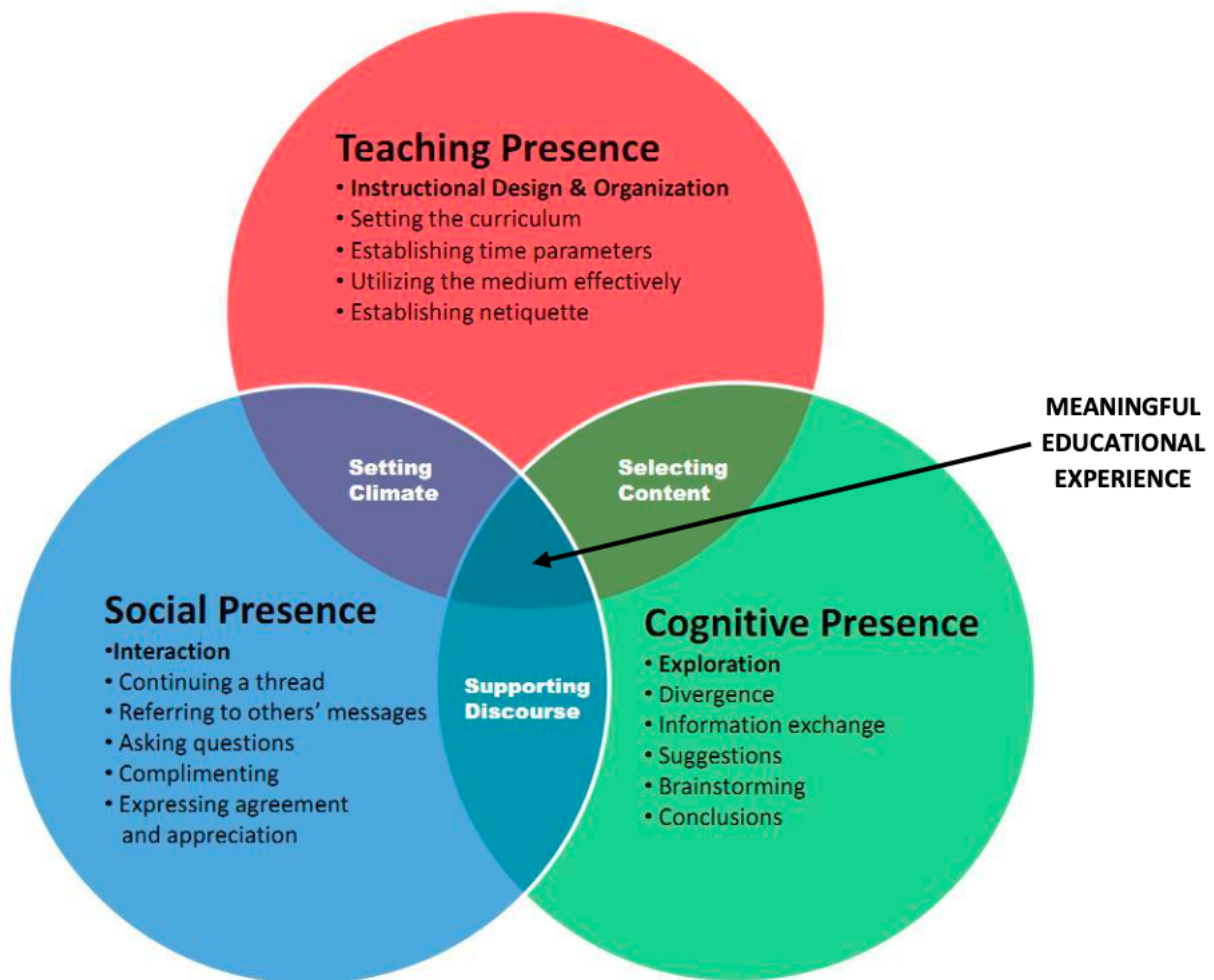 Teaching Presence
• Instructional Design & Organization
• Setting the curriculum
• Establishing time parameters
• Utilizing the medium effectively
• Establishing netiquette
MEANINGFUL
EDUCATIONAL
EXPERIENCE
Setting
Climate
Selecting
Content
Social Presence
•Interaction
• Continuing a thread
• Referring to others’ messages
• Asking questions
• Complimenting
• Expressing agreement
and appreciation
Supporting
Discourse
Cognitive Presence
• Exploration
• Divergence
• Information exchange
• Suggestions
• Brainstorming
• Conclusions